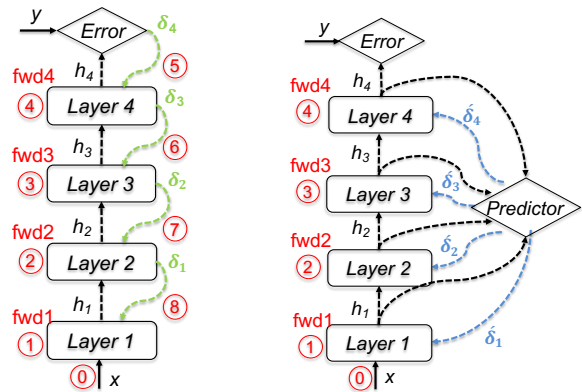 y
Error
δ₄
h₄
⑤
fwd4
④
Layer 4
δ₃
h₃
⑥
fwd3
③
Layer 3
δ₂
h₂
⑦
fwd2
②
Layer 2
δ₁
h₁
⑧
fwd1
①
Layer 1
⓪
x
y
Error
h₄
fwd4
④
Layer 4
δ́₄
h₃
fwd3
③
Layer 3
δ́₃
Predictor
h₂
fwd2
②
Layer 2
δ́₂
h₁
fwd1
①
Layer 1
δ́₁
⓪
x